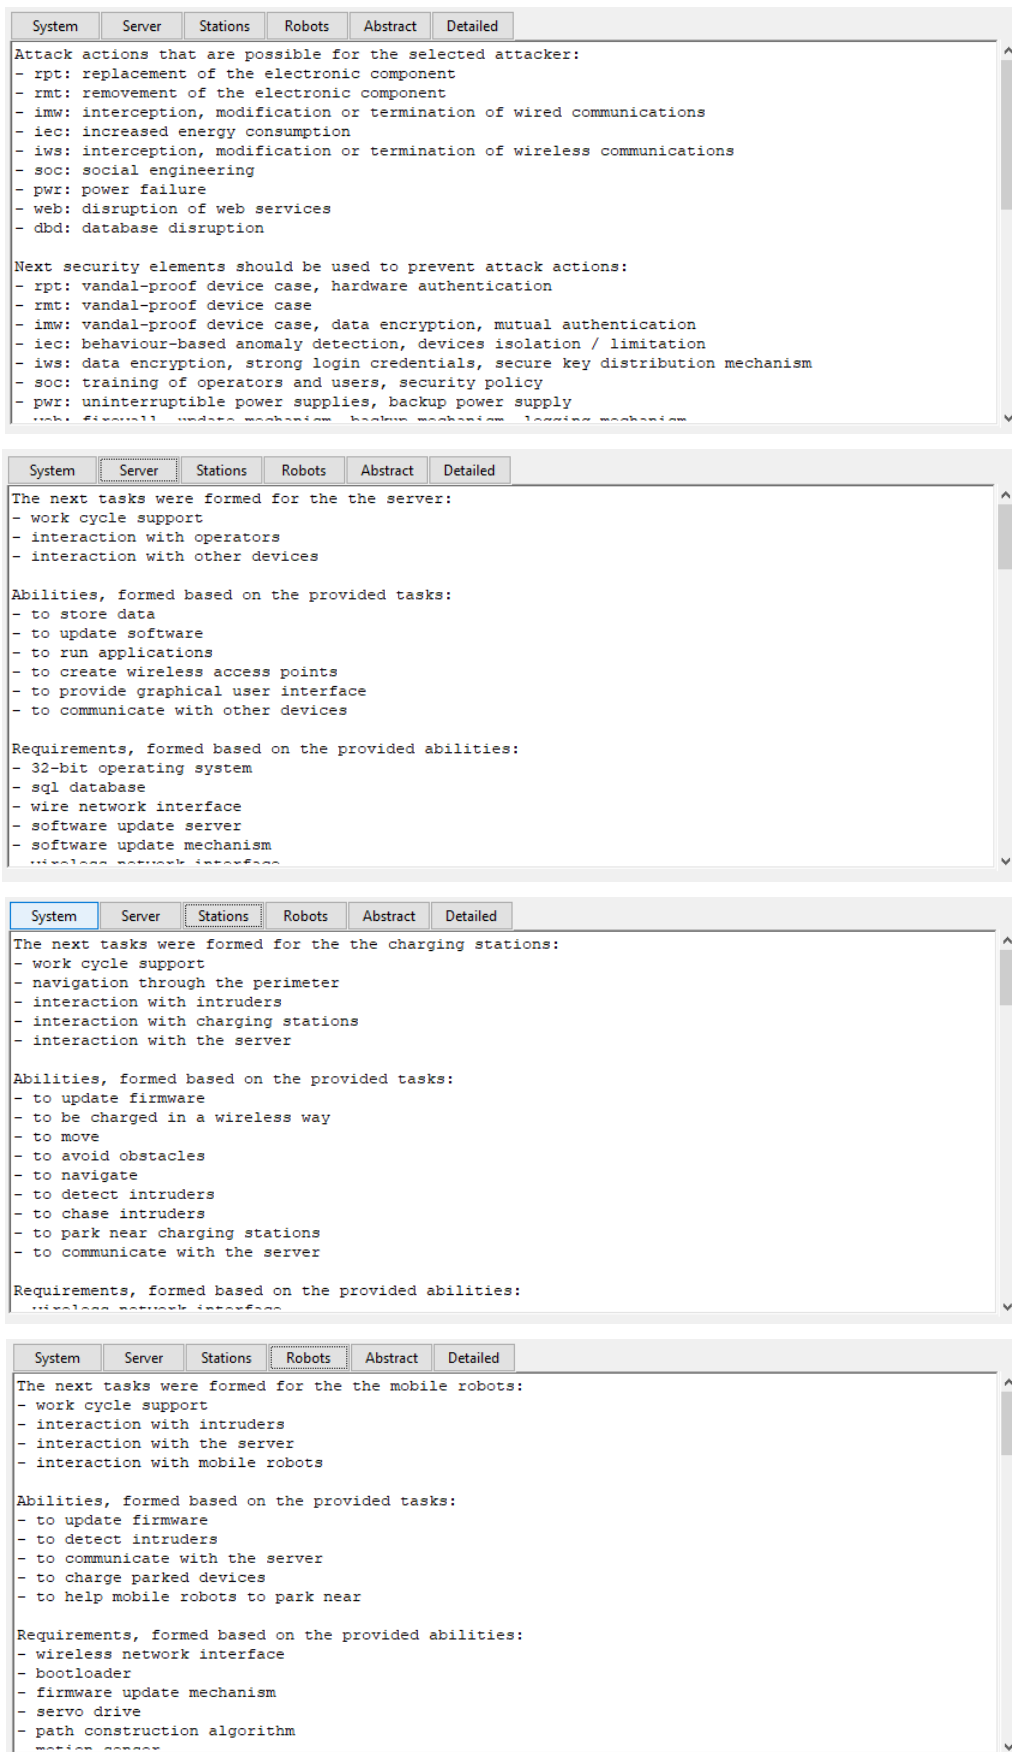 System Server Stations Robots Abstract Detailed
Attack actions that are possible for the selected attacker:
- rpt: replacement of the electronic component
- rmt: removement of the electronic component
- imw: interception, modification or termination of wired communications
- iec: increased energy consumption
- iws: interception, modification or termination of wireless communications
- soc: social engineering
- pwr: power failure
- web: disruption of web services
- dbd: database disruption
Next security elements should be used to prevent attack actions:
- rpt: vandal-proof device case, hardware authentication
- rmt: vandal-proof device case
- imw: vandal-proof device case, data encryption, mutual authentication
- iec: behaviour-based anomaly detection, devices isolation / limitation
- iws: data encryption, strong login credentials, secure key distribution mechanism
- soc: training of operators and users, security policy
- pwr: uninterruptible power supplies, backup power supply
- web: firewall, update mechanism, backup mechanism, logging mechanism
System Server Stations Robots Abstract Detailed
The next tasks were formed for the the server:
- work cycle support
- interaction with operators
- interaction with other devices
Abilities, formed based on the provided tasks:
- to store data
- to update software
- to run applications
- to create wireless access points
- to provide graphical user interface
- to communicate with other devices
Requirements, formed based on the provided abilities:
- 32-bit operating system
- sql database
- wire network interface
- software update server
- software update mechanism
- wireless network interface
System Server Stations Robots Abstract Detailed
The next tasks were formed for the the charging stations:
- work cycle support
- navigation through the perimeter
- interaction with intruders
- interaction with charging stations
- interaction with the server
Abilities, formed based on the provided tasks:
- to update firmware
- to be charged in a wireless way
- to move
- to avoid obstacles
- to navigate
- to detect intruders
- to chase intruders
- to park near charging stations
- to communicate with the server
Requirements, formed based on the provided abilities:
- wireless network interface
System Server Stations Robots Abstract Detailed
The next tasks were formed for the the mobile robots:
- work cycle support
- interaction with intruders
- interaction with the server
- interaction with mobile robots
Abilities, formed based on the provided tasks:
- to update firmware
- to detect intruders
- to communicate with the server
- to charge parked devices
- to help mobile robots to park near
Requirements, formed based on the provided abilities:
- wireless network interface
- bootloader
- firmware update mechanism
- servo drive
- path construction algorithm
- motion sensor